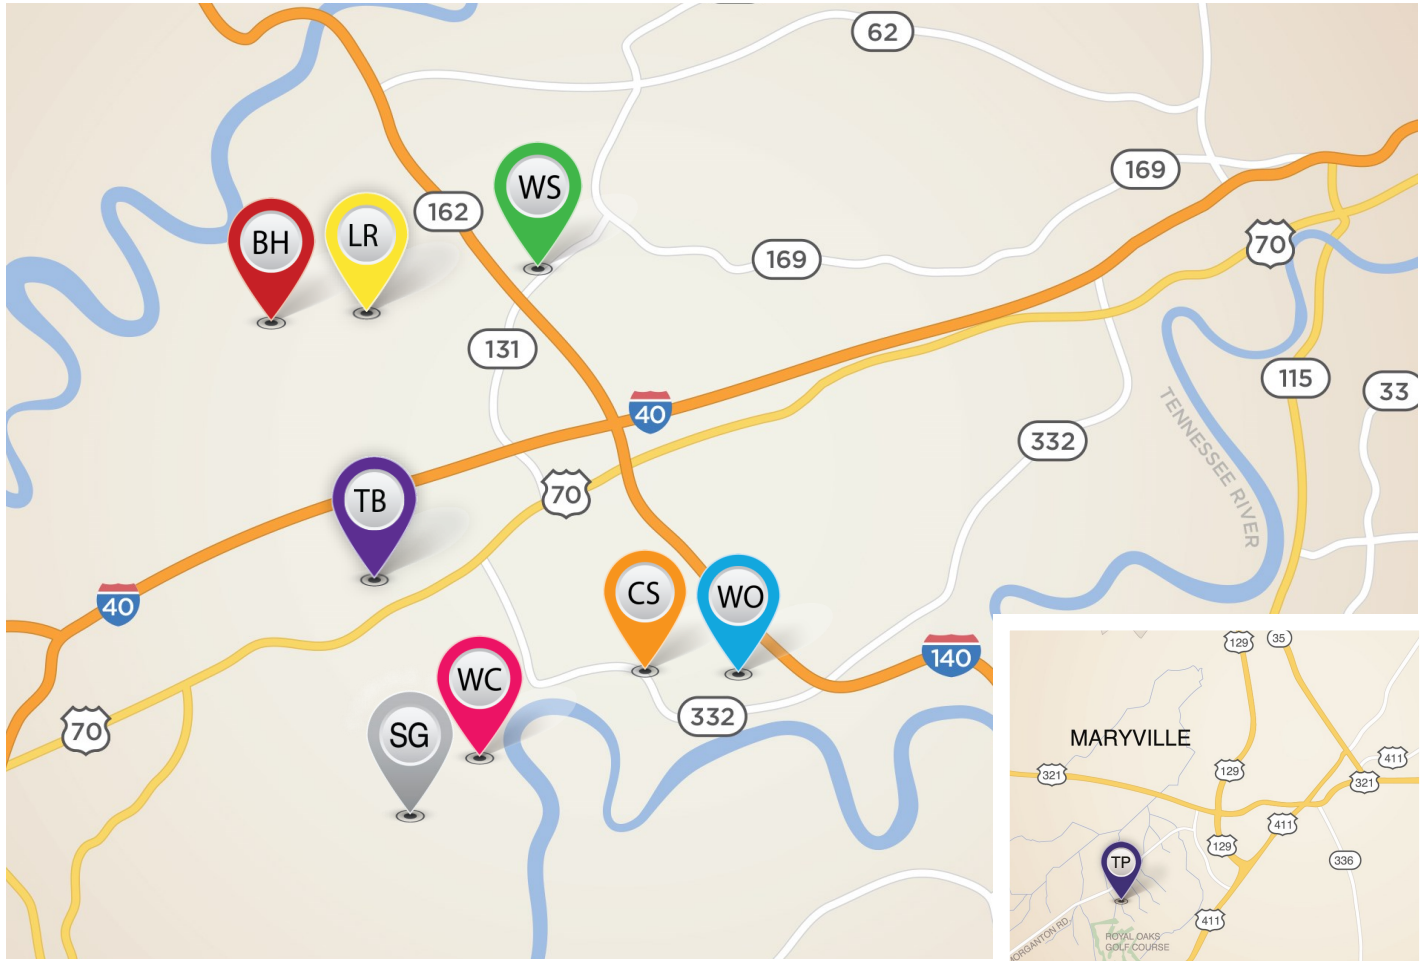 62
169
WS
162
BH
LR
70
169
131
115
33
40
332
TENNESSEE RIVER
70
TB
40
CS
WO
140
WC
332
70
SG
129
35
MARYVILLE
411
321
129
321
411
129
336
TP
411
MORGANTON RD.
ROYAL OAKS
GOLF COURSE